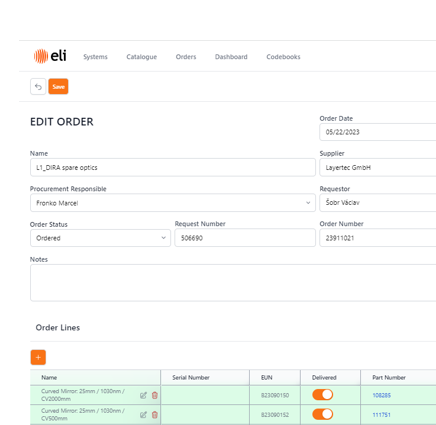 eli Systems Catalogue Orders Dashboard Codebooks
Save
EDIT ORDER
Order Date
05/22/2023
Name
Supplier
L1_DIRA spare optics
Layertec GmbH
Procurement Responsible
Requestor
Fronko Marcel
Šobr Václav
Order Status
Request Number
Order Number
Ordered
506690
23911021
Notes
Order Lines
+
Name Serial Number EUN Delivered Part Number
Curved Mirror: 25mm / 1030nm /
CV2000mm
823090150
108285
Curved Mirror: 25mm / 1030nm /
CV500mm
823090152
111751